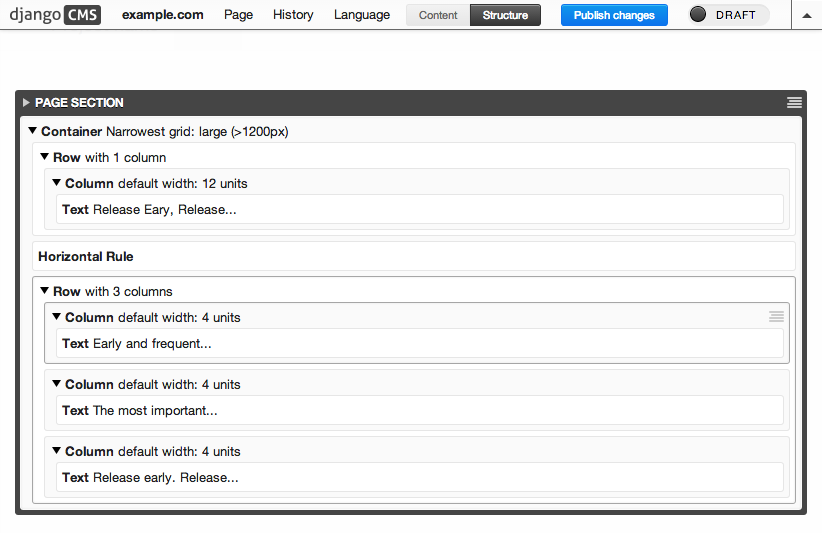 django CMS example.com Page History Language Content Structure Publish changes DRAFT
PAGE SECTION
Container Narrowest grid: large (>1200px)
Row with 1 column
Column default width: 12 units
Text Release Eary, Release...
Horizontal Rule
Row with 3 columns
Column default width: 4 units
Text Early and frequent...
Column default width: 4 units
Text The most important...
Column default width: 4 units
Text Release early. Release...